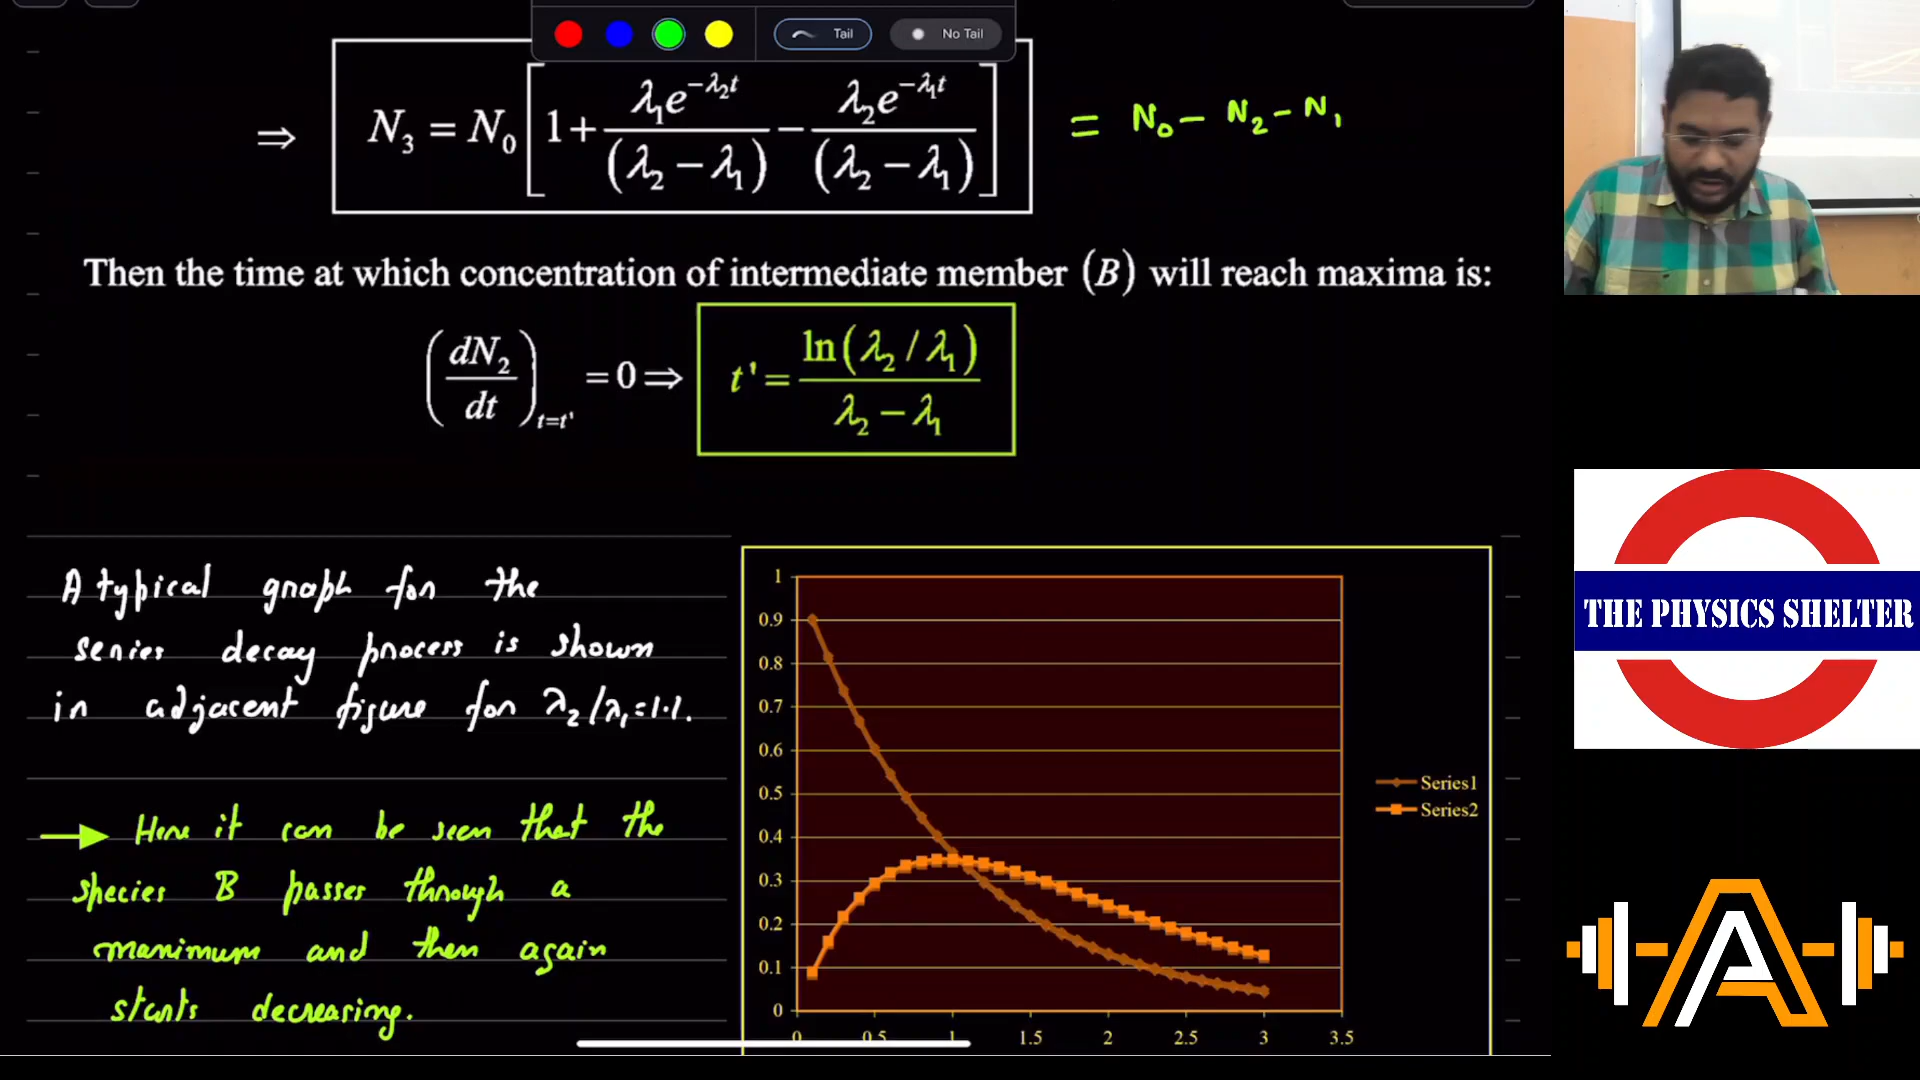 Tail
No Tail
⇒ N₃ = N₀ [1 + λ₁e^(−λ₂t) / (λ₂ − λ₁) − λ₂e^(−λ₁t) / (λ₂ − λ₁)] = N₀ − N₂ − N₁
Then the time at which concentration of intermediate member (B) will reach maxima is:
(dN₂/dt)ₜ₌ₜ' = 0 ⇒ t' = ln(λ₂ / λ₁) / (λ₂ − λ₁)
A typical graph for the
series decay process is shown
in adjacent figure for λ₂/λ₁=1.1.
→ Here it can be seen that the
species B passes through a
maximum and then again
starts decreasing.
1
0.9
0.8
0.7
0.6
0.5
0.4
0.3
0.2
0.1
0
0 0.5 1 1.5 2 2.5 3 3.5
Series1
Series2
THE PHYSICS SHELTER
A